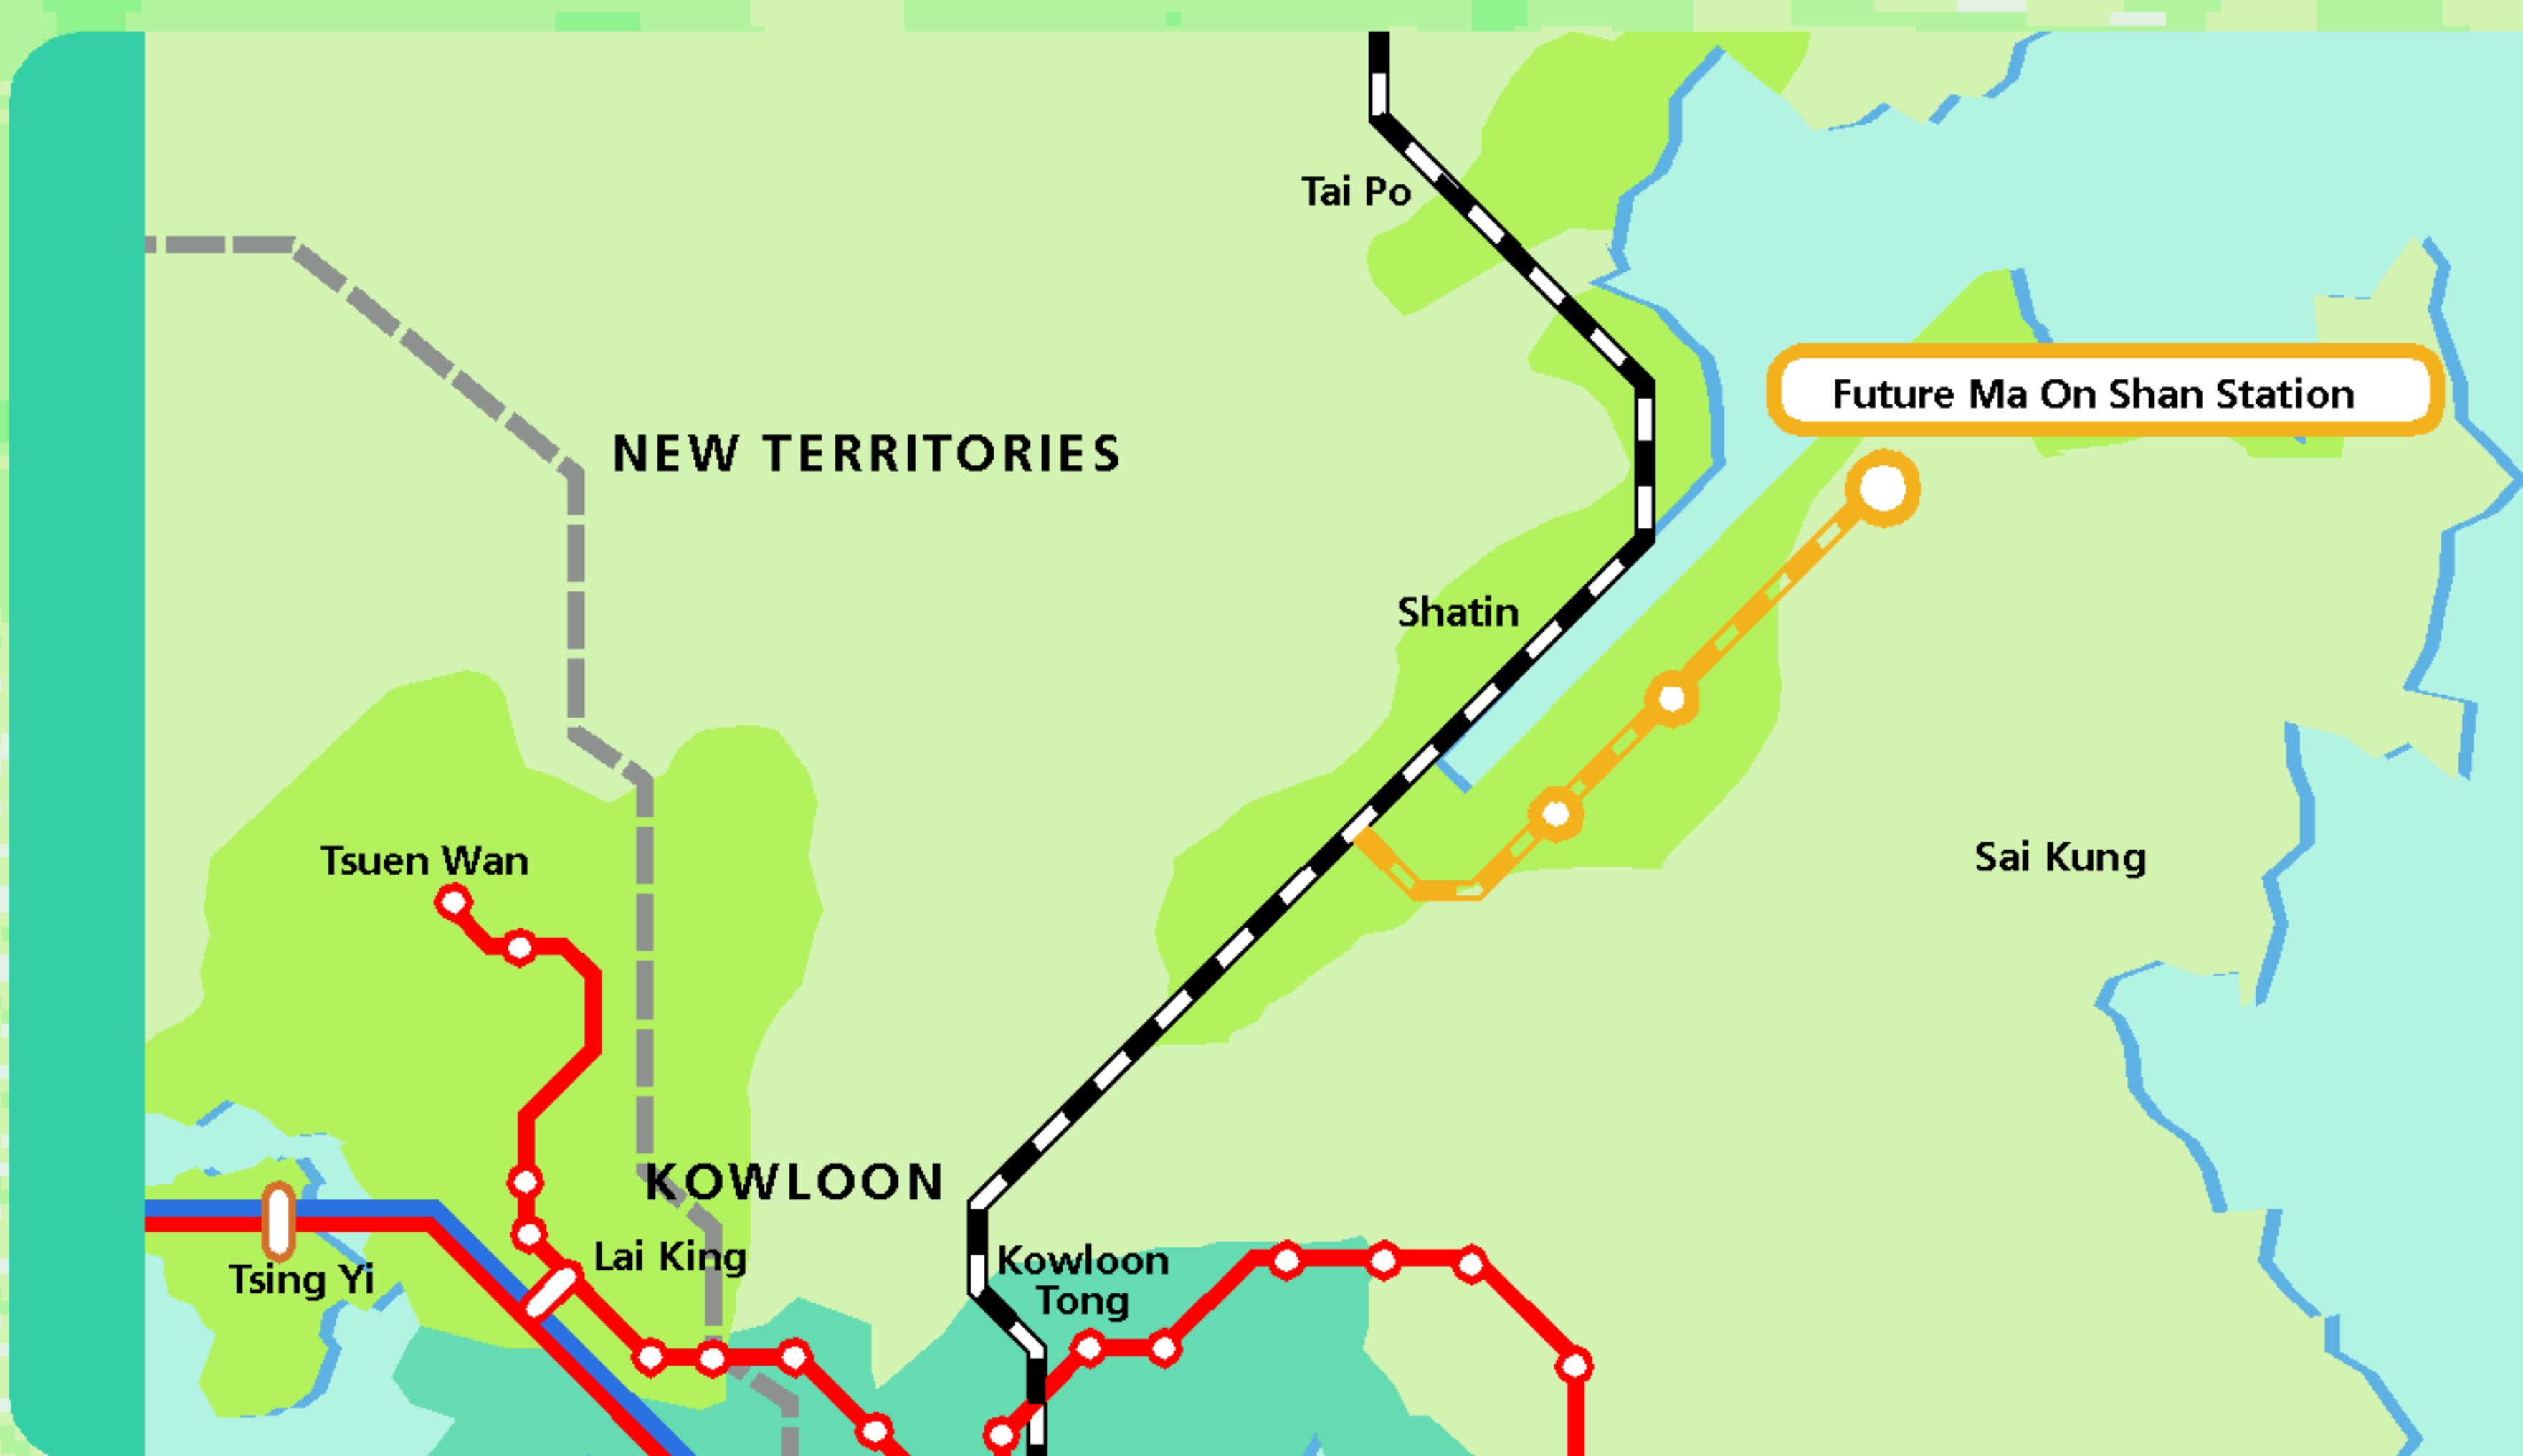 Tai Po
Future Ma On Shan Station
NEW TERRITORIES
Shatin
Tsuen Wan
Sai Kung
KOWLOON
Lai King
Kowloon
Tong
Tsing Yi